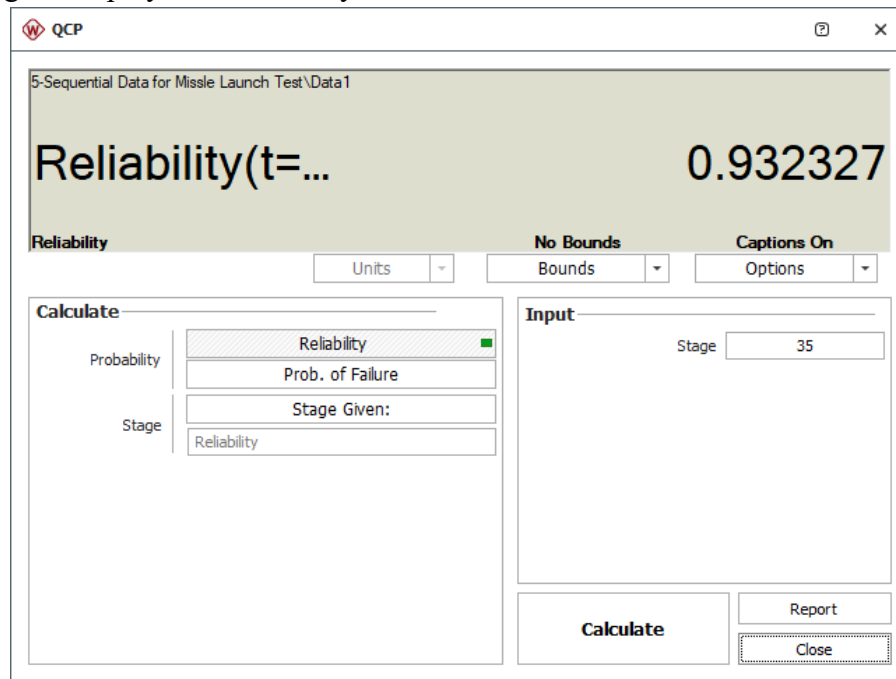 QCP
5-Sequential Data for Missle Launch Test\Data1
Reliability(t=... 0.932327
Reliability No Bounds Captions On
Units Bounds Options
Calculate
Probability
Reliability
Prob. of Failure
Stage
Stage Given:
Reliability
Input
Stage 35
Calculate
Report
Close